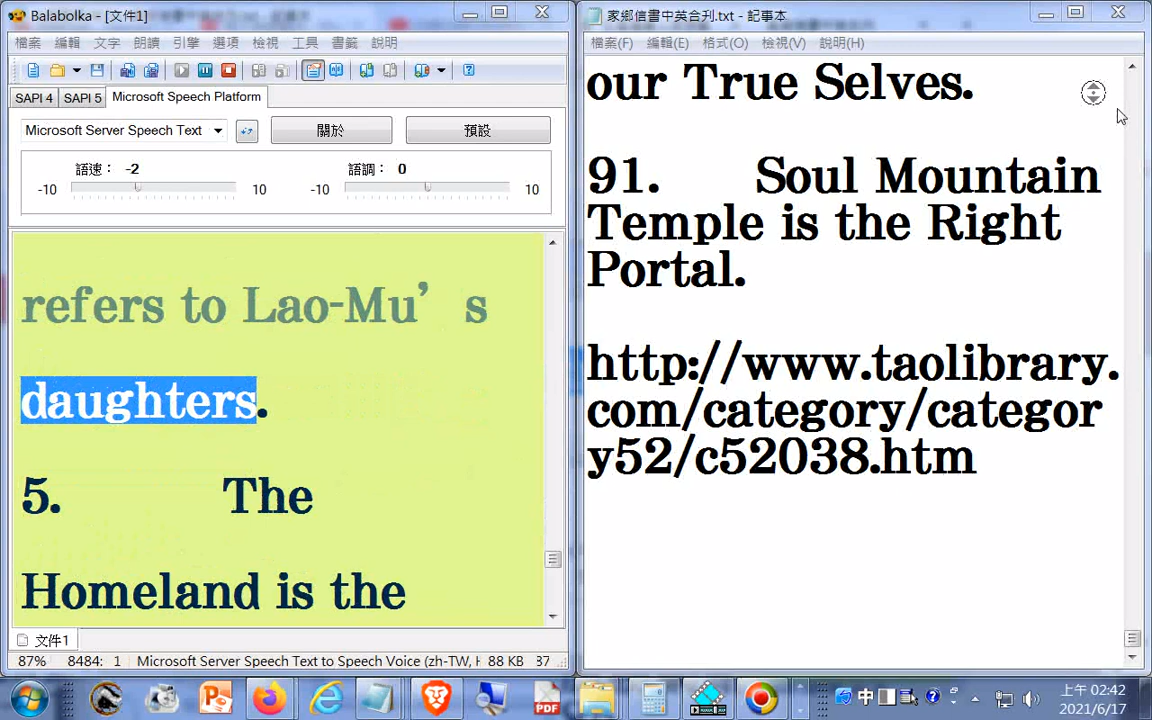 Balabolka - [文件1]
檔案 編輯 文字 朗讀 引擎 選項 檢視 工具 書籤 說明
SAPI 4 SAPI 5 Microsoft Speech Platform
Microsoft Server Speech Text 關於 預設
語速： -2 語調： 0
-10 10 -10 10
refers to Lao-Mu’s
daughters.
5. The
Homeland is the
文件1
87% 8484: 1 Microsoft Server Speech Text to Speech Voice (zh-TW, H 88 KB 37
家鄉信書中英合刋.txt - 記事本
檔案(F) 編輯(E) 格式(O) 檢視(V) 說明(H)
our True Selves.
91. Soul Mountain
Temple is the Right
Portal.
http://www.taolibrary.
com/category/categor
y52/c52038.htm
PDF
中
上午 02:42
2021/6/17